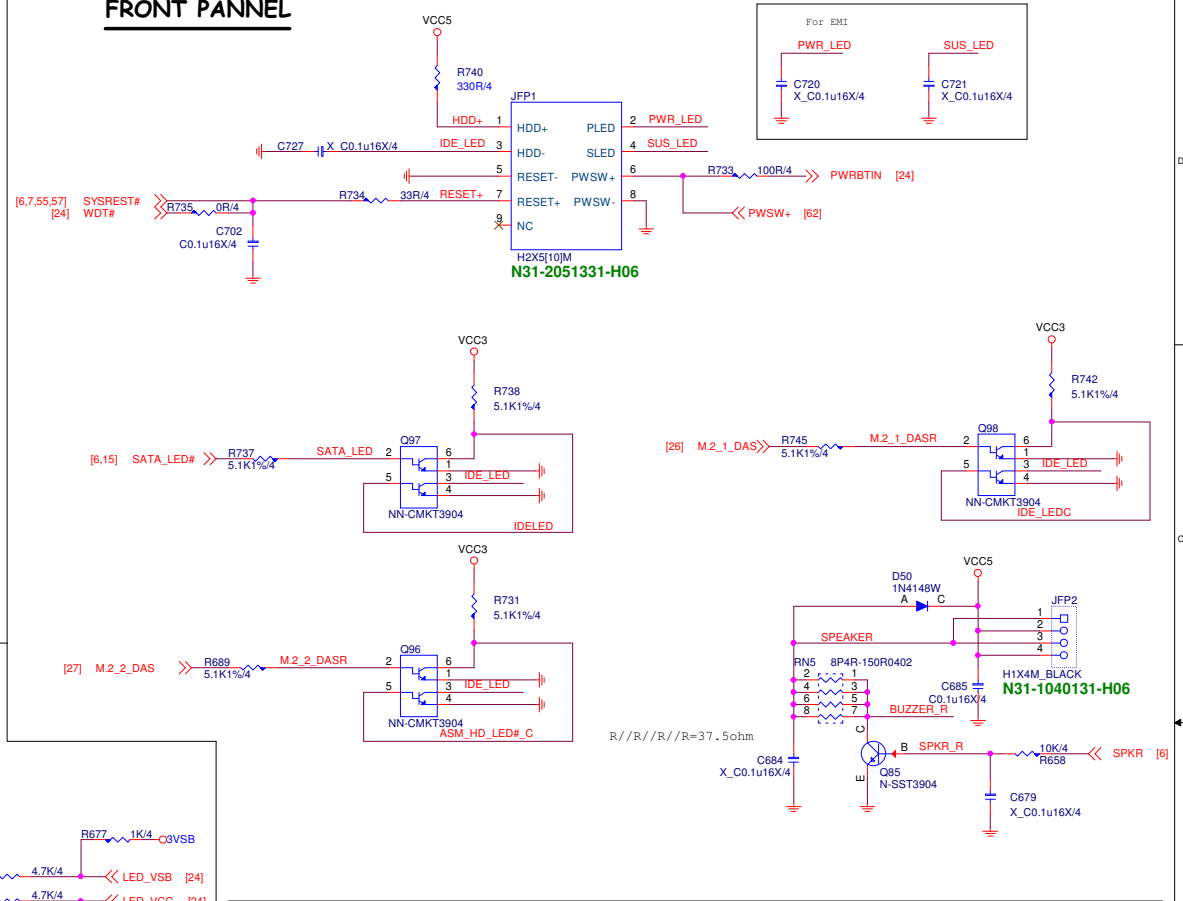 FRONT PANNEL
VCC5
R740
330R/4
For EMI
PWR_LED
C720
X_C0.1u16X/4
SUS_LED
C721
X_C0.1u16X/4
JFP1
HDD+ 1 HDD+ PLED 2 PWR_LED
C727 X_C0.1u16X/4 IDE_LED 3 HDD- SLED 4 SUS_LED
5 RESET- PWSW+ 6 R733 100R/4 PWRBTIN [24]
[6,7,55,57] SYSREST# R734 33R/4 RESET+ 7 RESET+ PWSW- 8
[24] WDT# R735 0R/4
PWSW+ [62]
9 NC
C702
C0.1u16X/4
H2X5[10]M
N31-2051331-H06
VCC3
R738
5.1K1%/4
[6,15] SATA_LED# R737 5.1K1%/4 SATA_LED
Q97
2 6
1
5 3 IDE_LED
4
NN-CMKT3904
IDELED
VCC3
R742
5.1K1%/4
[26] M.2_1_DAS R745 5.1K1%/4 M.2_1_DASR
Q98
2 6
1
5 3 IDE_LED
4
NN-CMKT3904
IDE_LEDC
VCC3
R731
5.1K1%/4
[27] M.2_2_DAS R689 5.1K1%/4 M.2_2_DASR
Q96
2 6
1
5 3 IDE_LED
4
NN-CMKT3904
ASM_HD_LED#_C
VCC5
D50
1N4148W
A C
JFP2
1
2
SPEAKER 3
4
H1X4M_BLACK
N31-1040131-H06
RN5 8P4R-150R0402
2 1
4 3
6 5
8 7
C685
C0.1u16X/4
BUZZER_R
R//R//R//R=37.5ohm
C684
X_C0.1u16X/4
C
B SPKR_R
E
Q85
N-SST3904
10K/4
R658
SPKR [6]
C679
X_C0.1u16X/4
R677 1K/4 3VSB
4.7K/4 LED_VSB [24]
4.7K/4 LED_VCC [24]
D
C